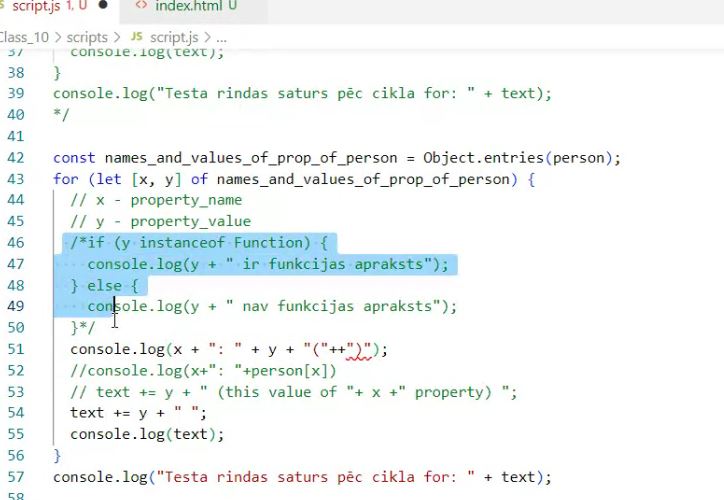 script.js 1, U ● <> index.html U
Class_10 > scripts > JS script.js > ...
37 console.log(text);
38 }
39 console.log("Testa rindas saturs pēc cikla for: " + text);
40 */
41
42 const names_and_values_of_prop_of_person = Object.entries(person);
43 for (let [x, y] of names_and_values_of_prop_of_person) {
44 // x - property_name
45 // y - property_value
46 /*if (y instanceof Function) {
47 console.log(y + " ir funkcijas apraksts");
48 } else {
49 console.log(y + " nav funkcijas apraksts");
50 }*/
51 console.log(x + ": " + y + "("++")");
52 //console.log(x+": "+person[x])
53 // text += y + " (this value of "+ x +" property) ";
54 text += y + " ";
55 console.log(text);
56 }
57 console.log("Testa rindas saturs pēc cikla for: " + text);
58